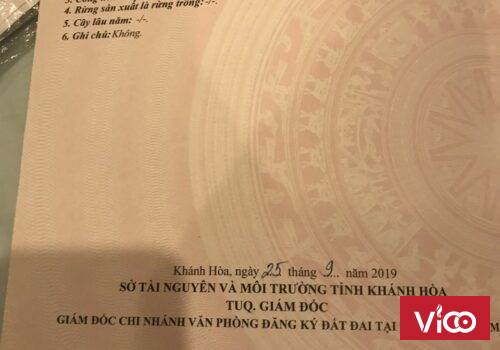 4. Rừng sản xuất là rừng trồng: -/-.
5. Cây lâu năm: -/-.
6. Ghi chú: Không.
Khánh Hòa, ngày 25 tháng 9... năm 2019
SỞ TÀI NGUYÊN VÀ MÔI TRƯỜNG TỈNH KHÁNH HÒA
TUQ. GIÁM ĐỐC
GIÁM ĐỐC CHI NHÁNH VĂN PHÒNG ĐĂNG KÝ ĐẤT ĐAI TẠI
Vico